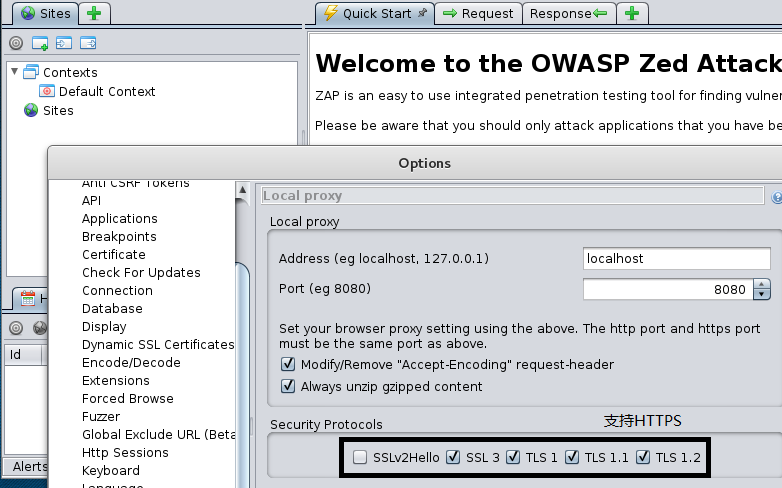 Sites
Quick Start
Request
Response
Contexts
Default Context
Sites
Welcome to the OWASP Zed Attack
ZAP is an easy to use integrated penetration testing tool for finding vulner
Please be aware that you should only attack applications that you have be
Options
Anti CSRF Tokens
API
Applications
Breakpoints
Certificate
Check For Updates
Connection
Database
Display
Dynamic SSL Certificates
Encode/Decode
Extensions
Forced Browse
Fuzzer
Global Exclude URL (Beta
Http Sessions
Keyboard
Language
Id
Alerts
Local proxy
Local proxy
Address (eg localhost, 127.0.0.1)
localhost
Port (eg 8080)
8080
Set your browser proxy setting using the above. The http port and https port
must be the same port as above.
Modify/Remove "Accept-Encoding" request-header
Always unzip gzipped content
支持HTTPS
Security Protocols
SSLv2Hello SSL 3 TLS 1 TLS 1.1 TLS 1.2